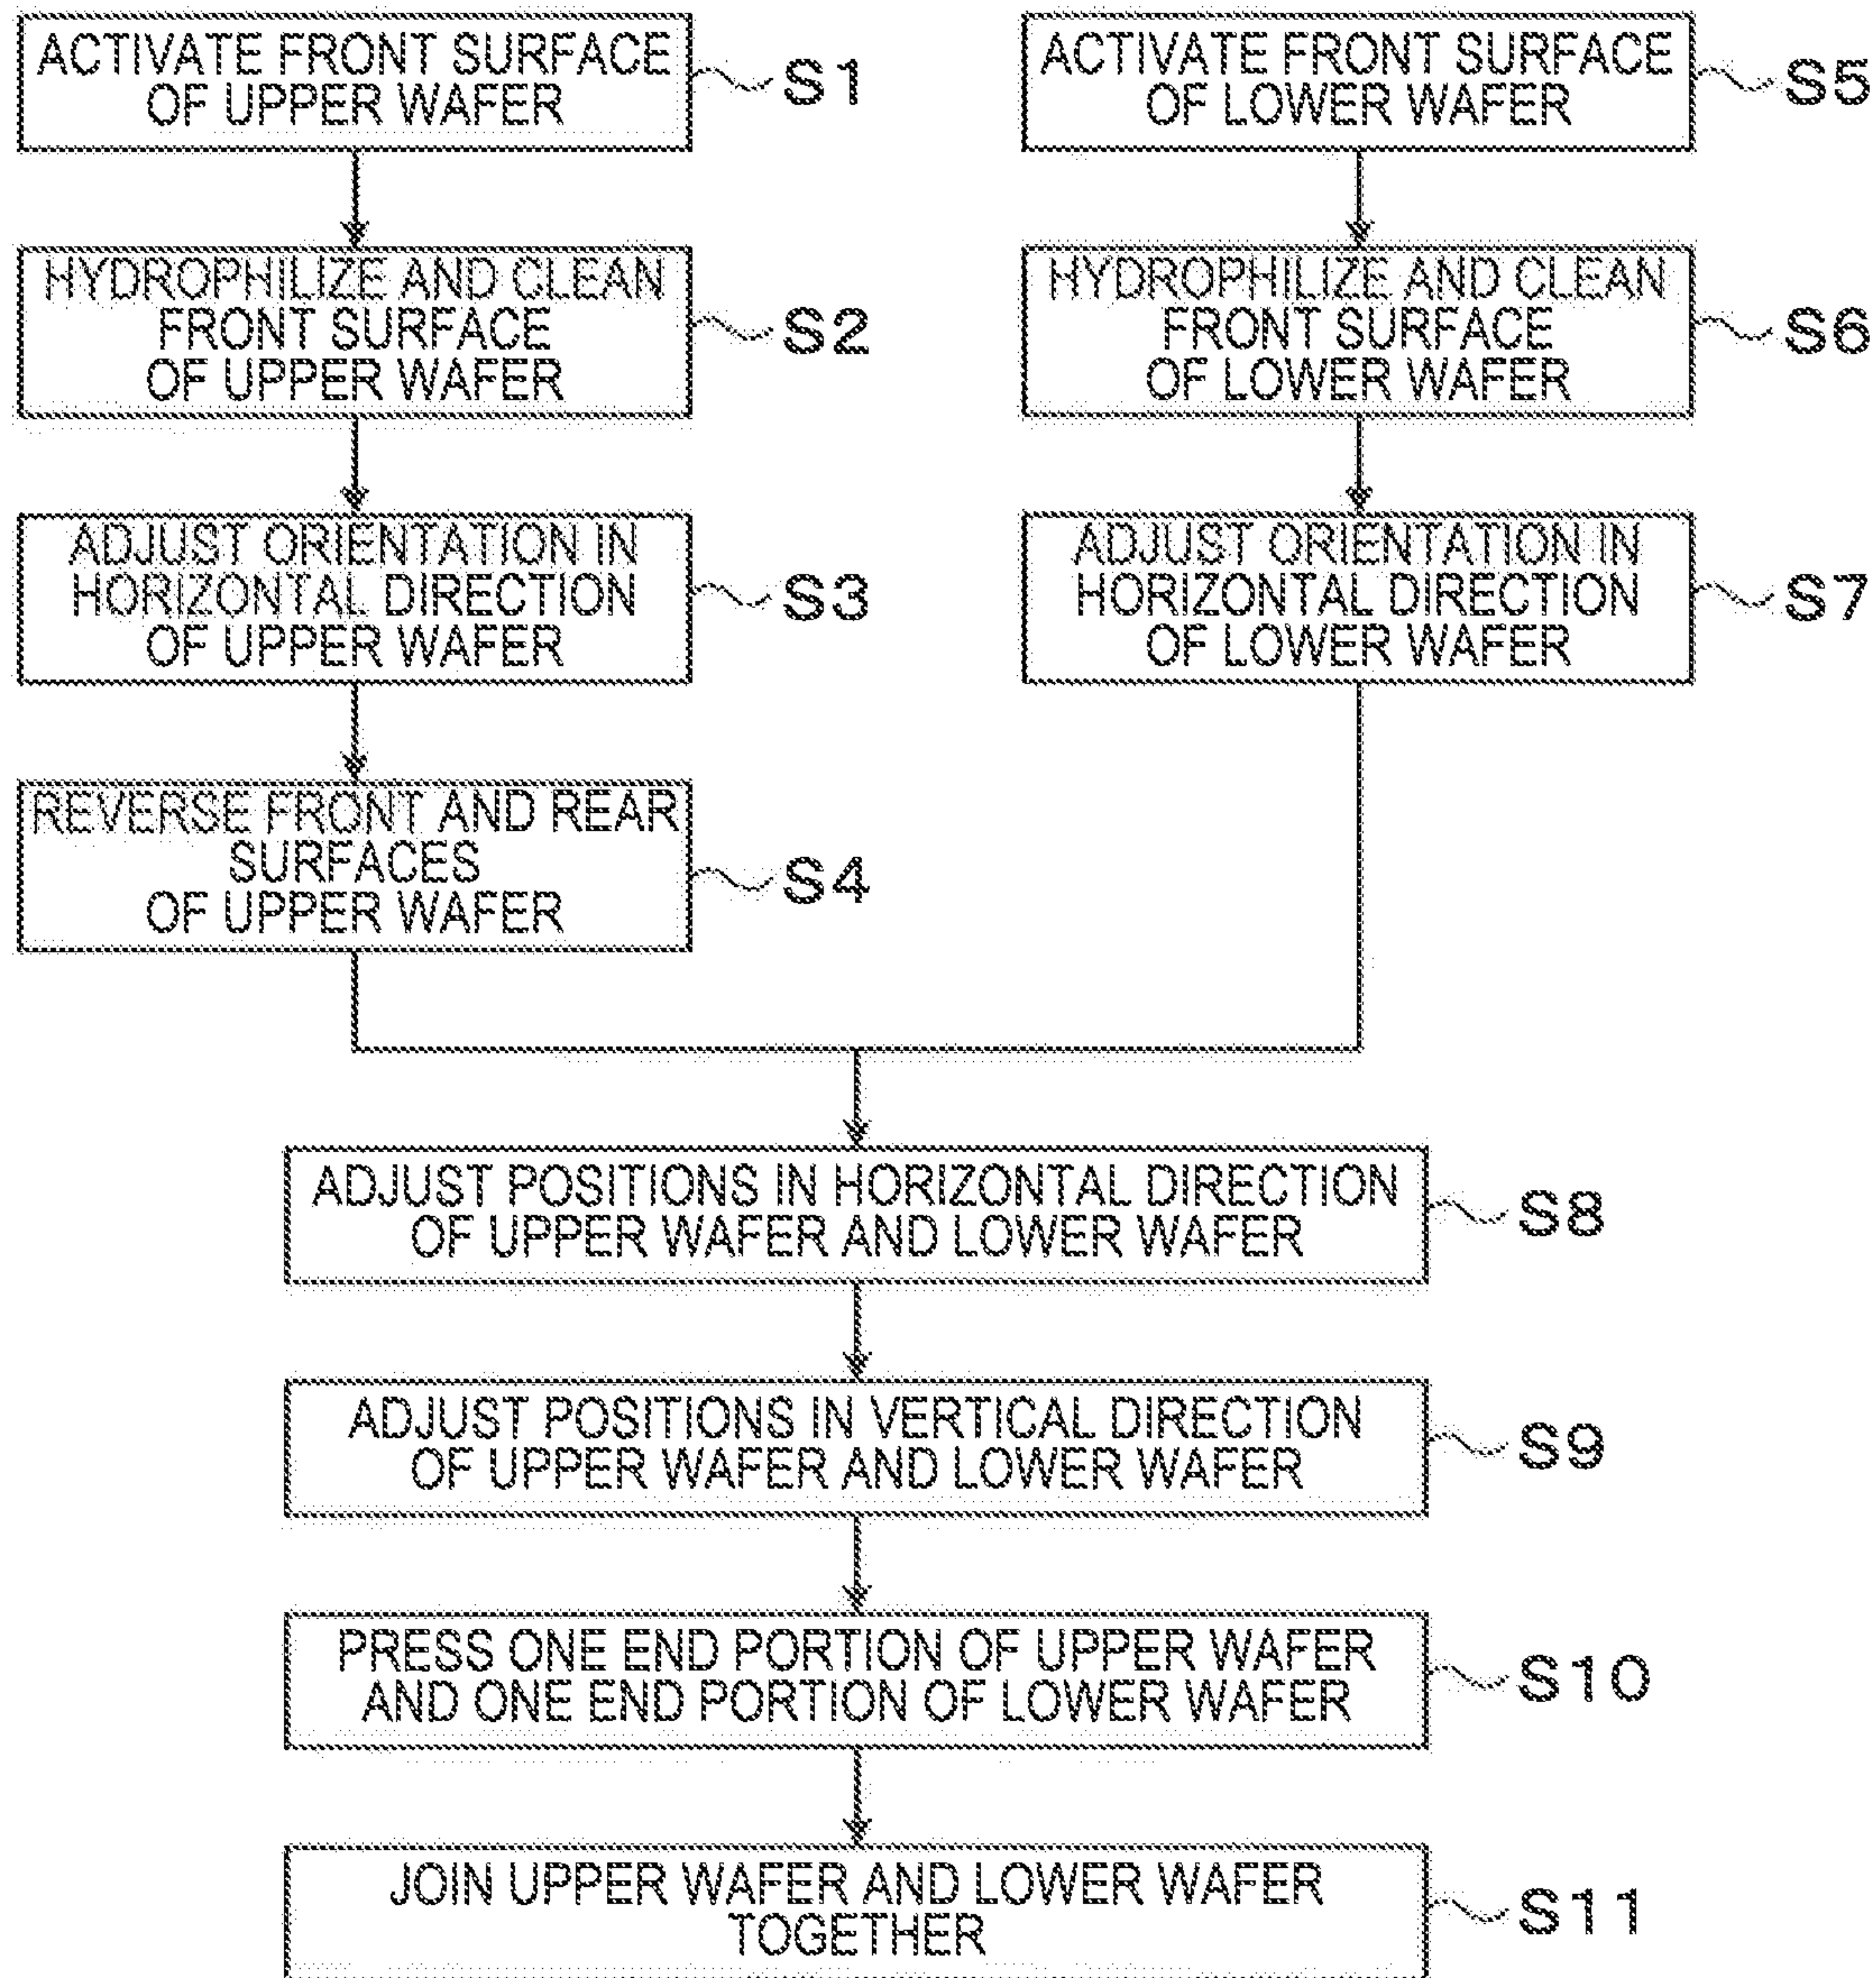 ACTIVATE FRONT SURFACE
OF UPPER WAFER
S1
HYDROPHILIZE AND CLEAN
FRONT SURFACE
OF UPPER WAFER
S2
ADJUST ORIENTATION IN
HORIZONTAL DIRECTION
OF UPPER WAFER
S3
REVERSE FRONT AND REAR
SURFACES
OF UPPER WAFER
S4
ACTIVATE FRONT SURFACE
OF LOWER WAFER
S5
HYDROPHILIZE AND CLEAN
FRONT SURFACE
OF LOWER WAFER
S6
ADJUST ORIENTATION IN
HORIZONTAL DIRECTION
OF LOWER WAFER
S7
ADJUST POSITIONS IN HORIZONTAL DIRECTION
OF UPPER WAFER AND LOWER WAFER
S8
ADJUST POSITIONS IN VERTICAL DIRECTION
OF UPPER WAFER AND LOWER WAFER
S9
PRESS ONE END PORTION OF UPPER WAFER
AND ONE END PORTION OF LOWER WAFER
S10
JOIN UPPER WAFER AND LOWER WAFER
TOGETHER
S11